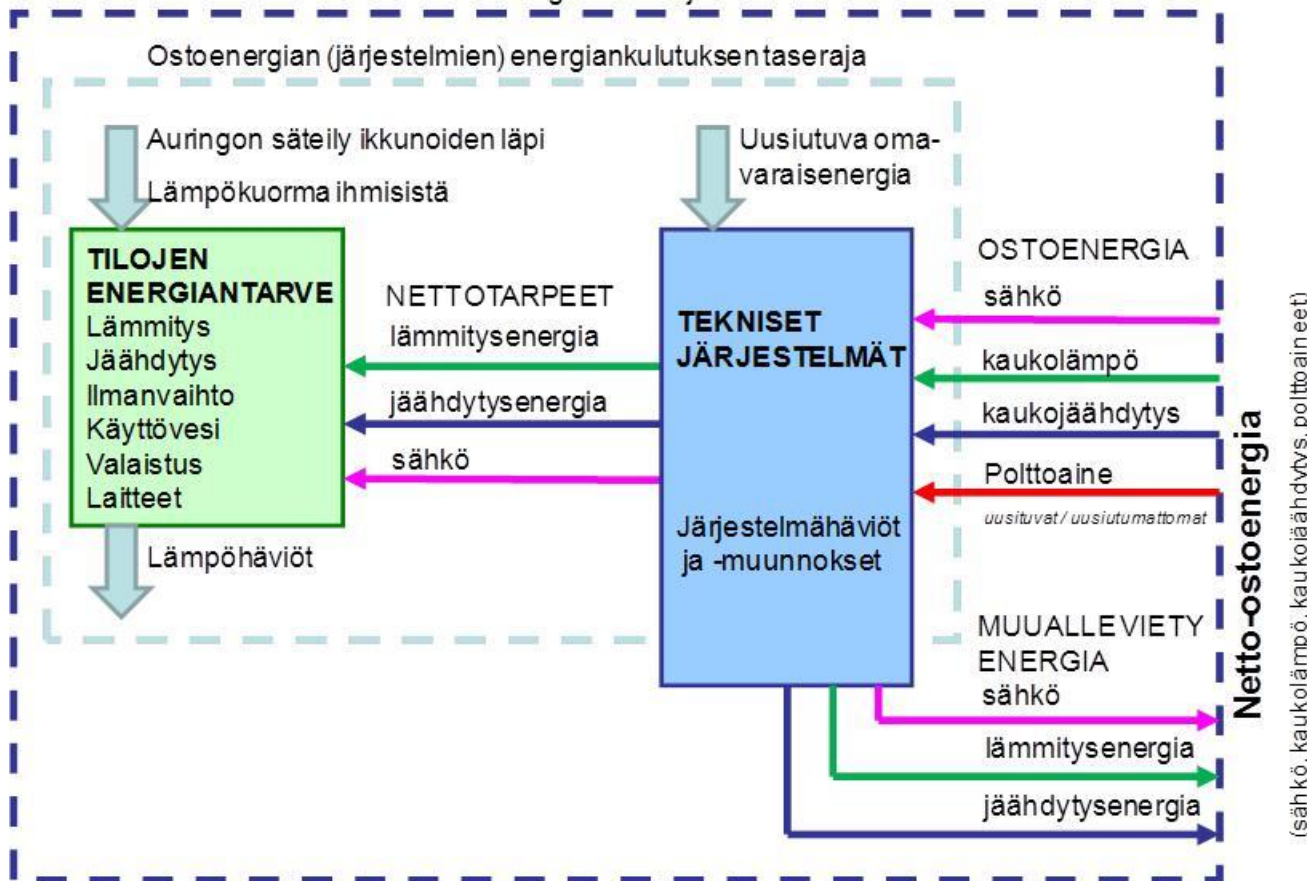 Ostoenergian (järjestelmien) energiankulutuksen taseraja
Auringon säteily ikkunoiden läpi
Lämpökuorma ihmisistä
Uusiutuva oma-
varaisenergia
TILOJEN
ENERGIANTARVE
Lämmitys
Jäähdytys
Ilmanvaihto
Käyttövesi
Valaistus
Laitteet
Lämpöhäviöt
NETTOTARPEET
lämmitysenergia
jäähdytysenergia
sähkö
TEKNISET
JÄRJESTELMÄT
Järjestelmähäviöt
ja -muunnokset
OSTOENERGIA
sähkö
kaukolämpö
kaukojäähdytys
Polttoaine
uusituvat / uusiutumattomat
MUUALLE VIETY
ENERGIA
sähkö
lämmitysenergia
jäähdytysenergia
Netto-ostoenergia
(sähkö, kaukolämpö, kaukojäähdytys, polttoaineet)